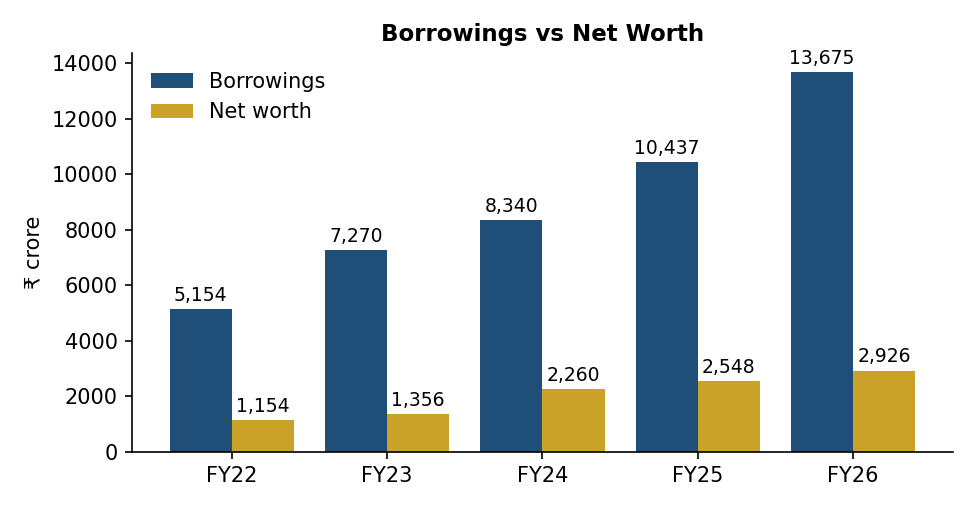 Borrowings vs Net Worth
₹ crore
14000
12000
10000
8000
6000
4000
2000
0
Borrowings
Net worth
5,154
1,154
7,270
1,356
8,340
2,260
10,437
2,548
13,675
2,926
FY22
FY23
FY24
FY25
FY26